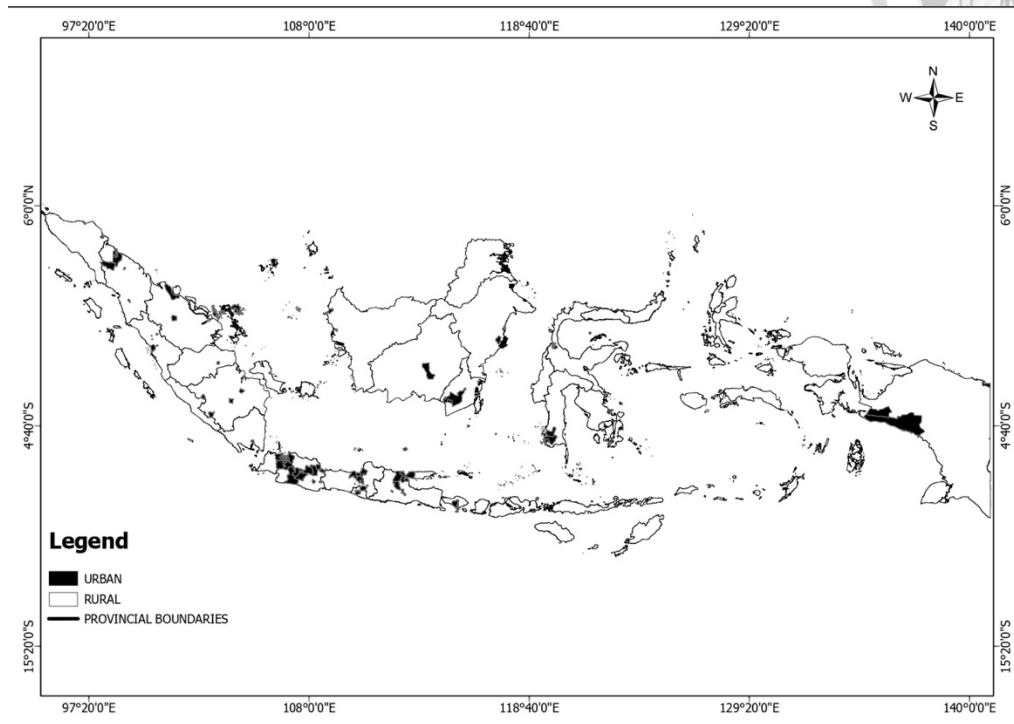 97°20'0"E 108°0'0"E 118°40'0"E 129°20'0"E 140°0'0"E
N
W E
S
6°0'0"N 6°0'0"N
4°40'0"S 4°40'0"S
Legend
URBAN
RURAL
PROVINCIAL BOUNDARIES
15°20'0"S 15°20'0"S
97°20'0"E 108°0'0"E 118°40'0"E 129°20'0"E 140°0'0"E